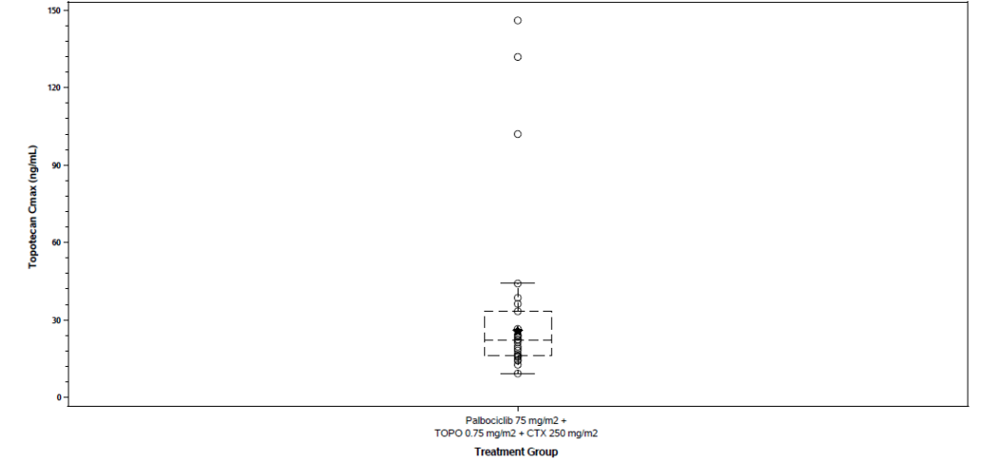 150
120
90
60
30
0
Topotecan Cmax (ng/mL)
Palbociclib 75 mg/m2 +
TOPO 0.75 mg/m2 + CTX 250 mg/m2
Treatment Group